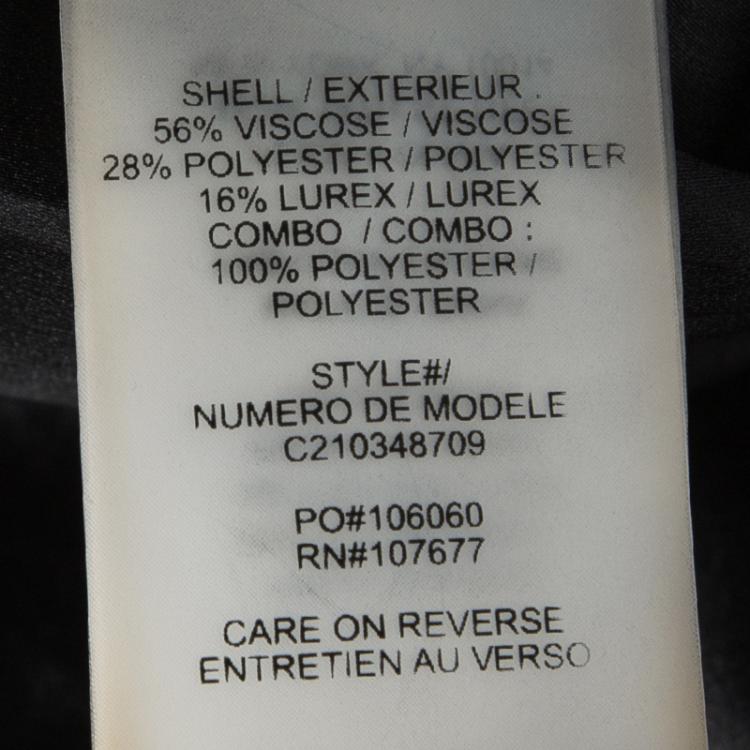 SHELL / EXTERIEUR .
56% VISCOSE / VISCOSE
28% POLYESTER / POLYESTER
16% LUREX / LUREX
COMBO / COMBO :
100% POLYESTER /
POLYESTER
STYLE#/
NUMERO DE MODELE
C210348709
PO#106060
RN#107677
CARE ON REVERSE
ENTRETIEN AU VERSO